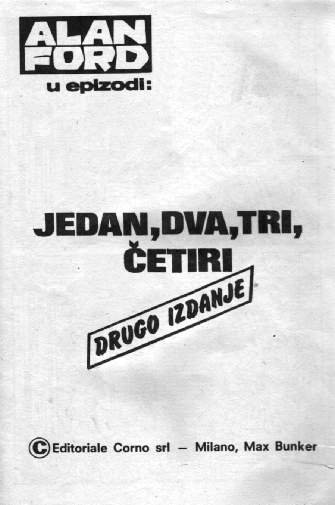 ALAN
FORD
u epizodi:
JEDAN,DVA,TRI,
ČETIRI
DRUGO IZDANJE
© Editoriale Corno srl — Milano, Max Bunker